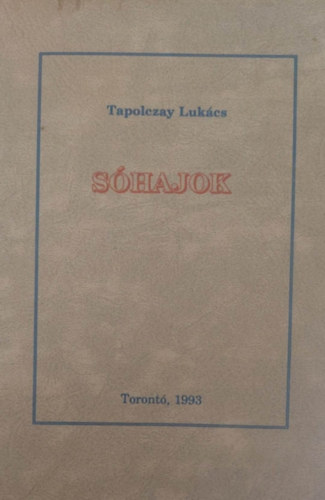 Tapolczay Lukács
SÓHAJOK
Torontó, 1993